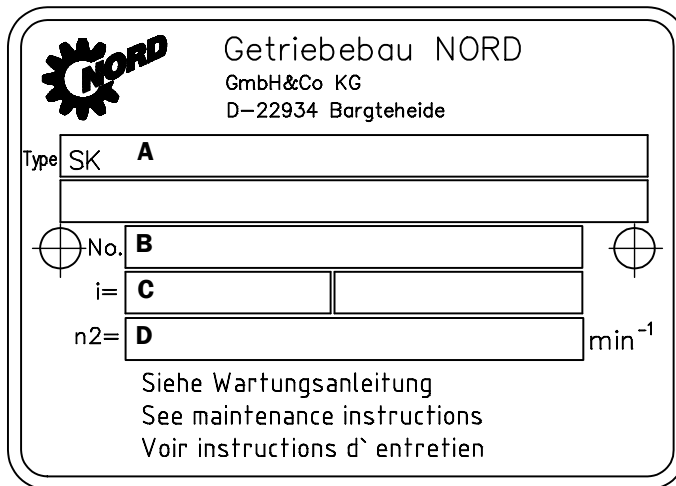 NORD
Getriebebau NORD
GmbH&Co KG
D-22934 Bargteheide
Type SK A
No. B
i= C
n2= D min⁻¹
Siehe Wartungsanleitung
See maintenance instructions
Voir instructions d` entretien